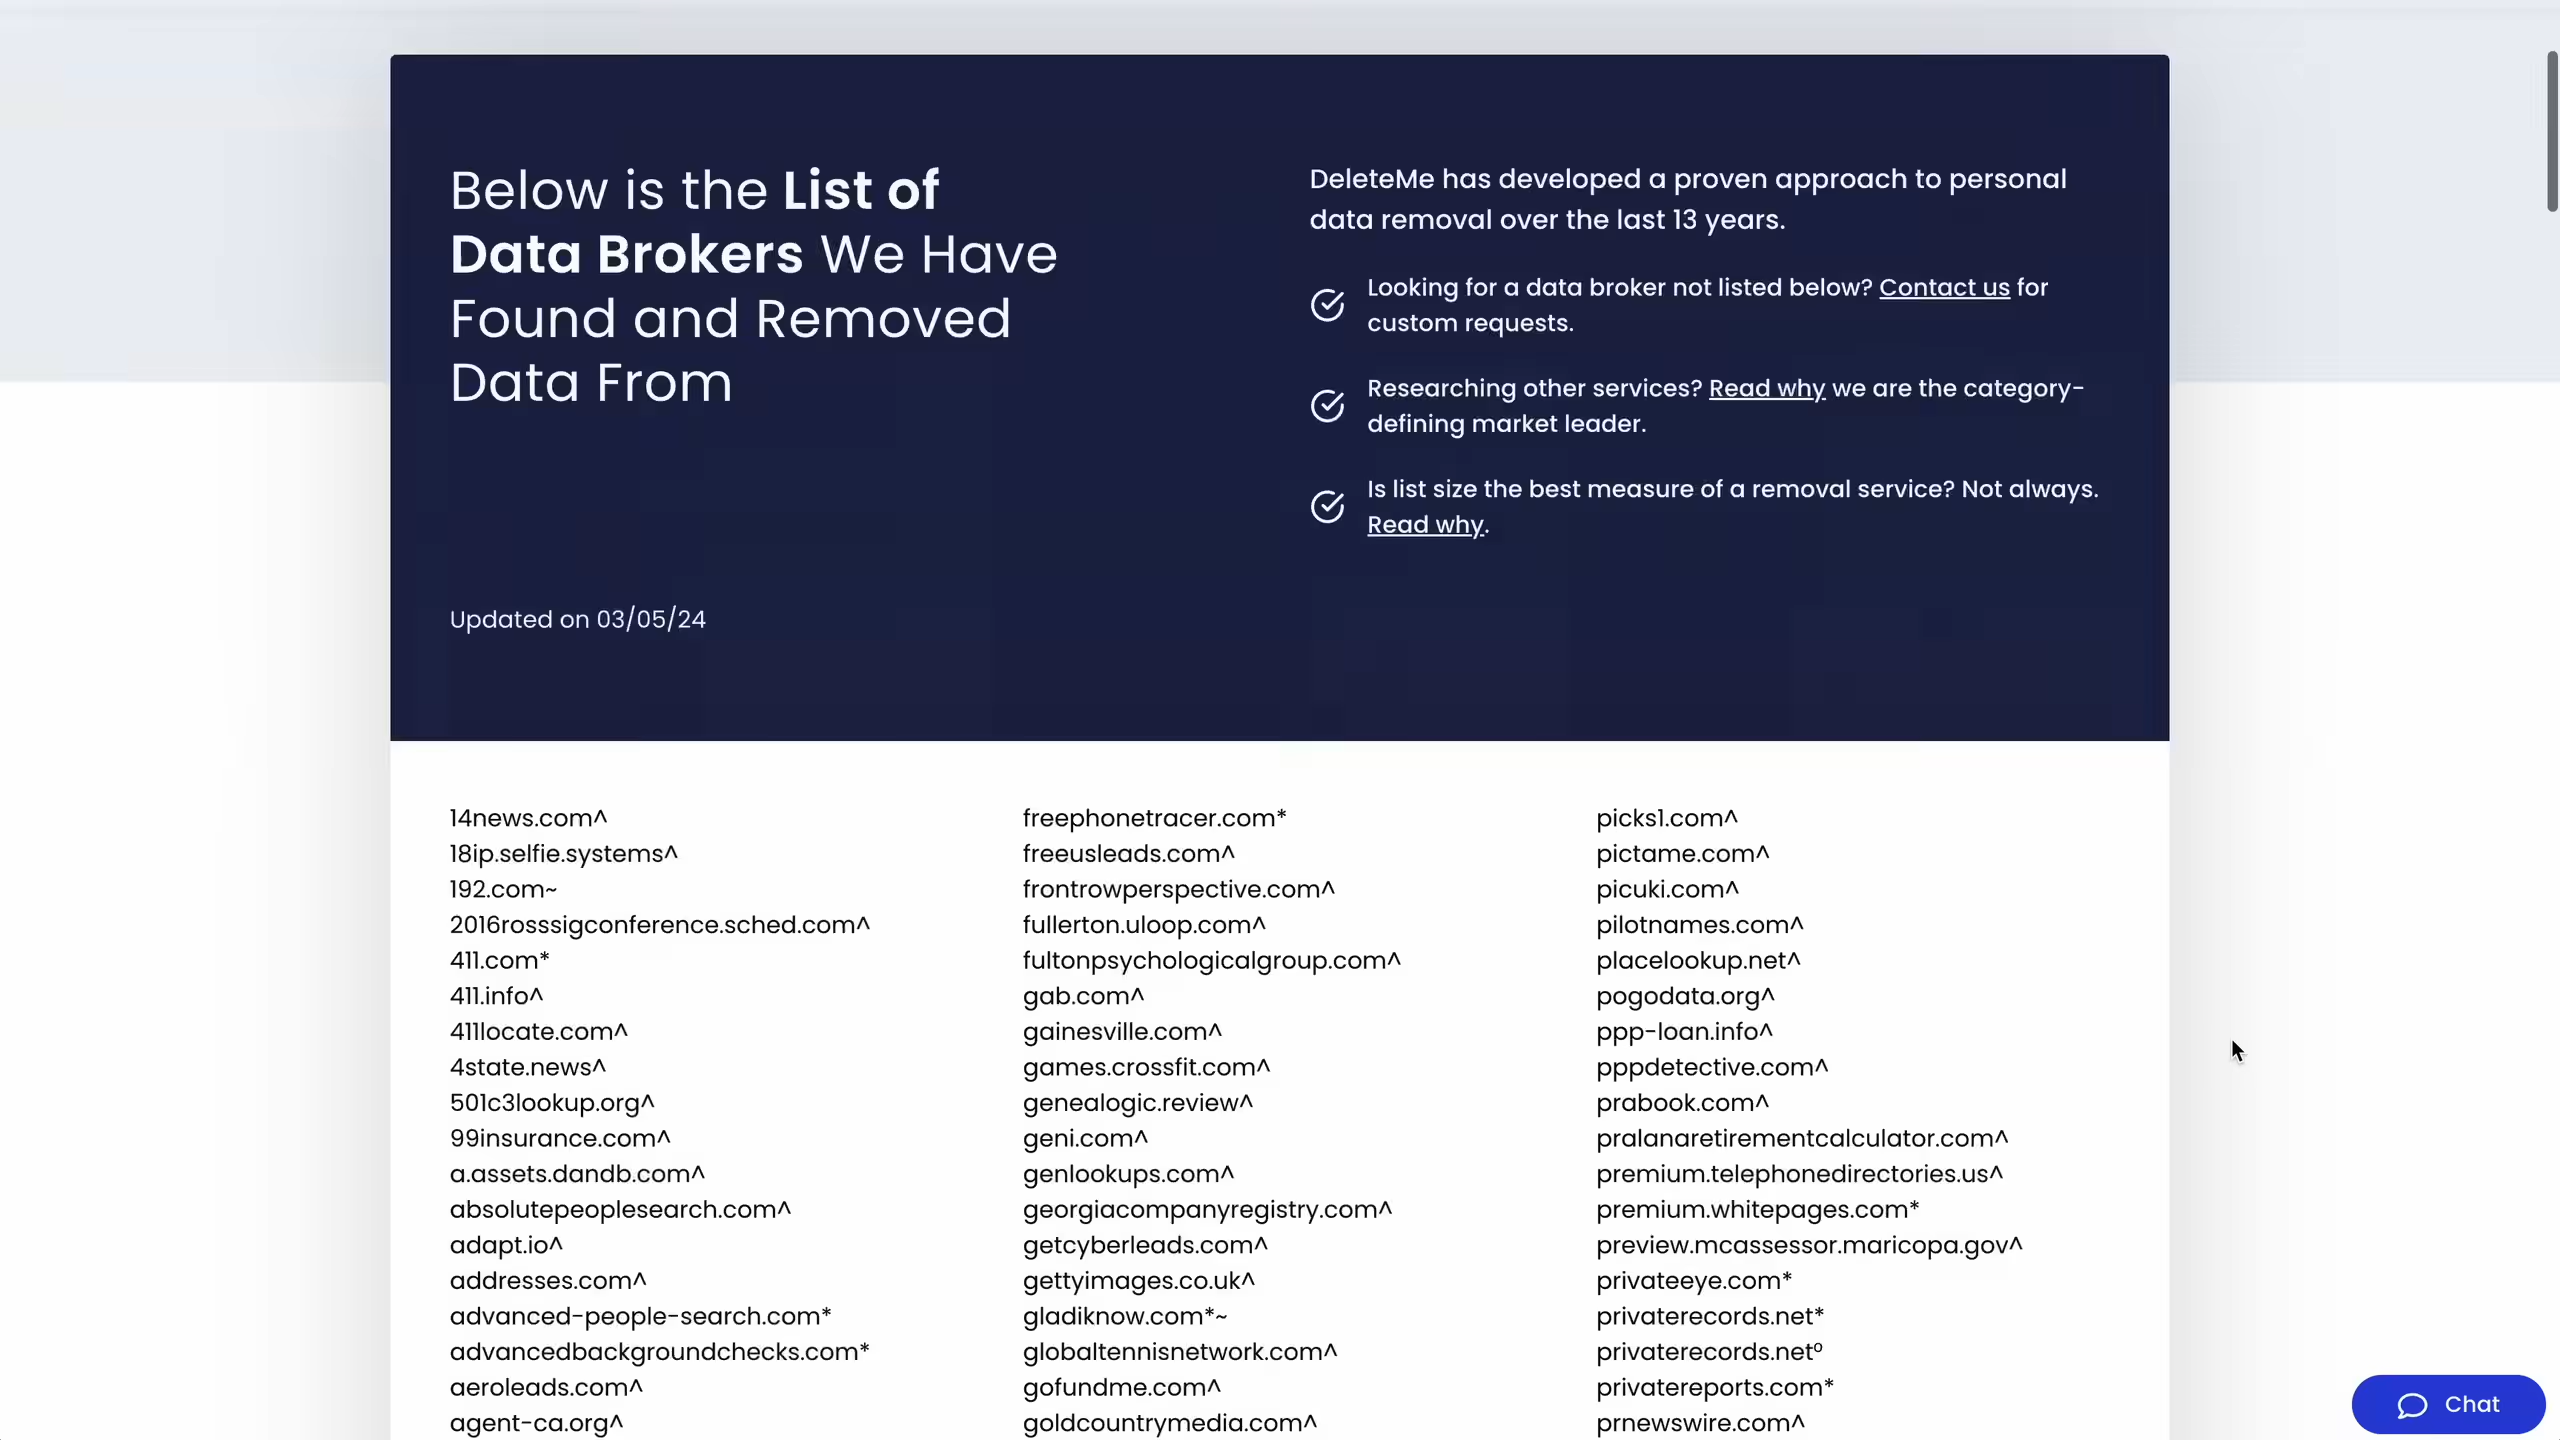 Below is the List of
Data Brokers We Have
Found and Removed
Data From
Updated on 03/05/24
DeleteMe has developed a proven approach to personal
data removal over the last 13 years.
Looking for a data broker not listed below? Contact us for
custom requests.
Researching other services? Read why we are the category-
defining market leader.
Is list size the best measure of a removal service? Not always.
Read why.
14news.com^
18ip.selfie.systems^
192.com~
2016rosssigconference.sched.com^
411.com*
411.info^
411locate.com^
4state.news^
501c3lookup.org^
99insurance.com^
a.assets.dandb.com^
absolutepeoplesearch.com^
adapt.io^
addresses.com^
advanced-people-search.com*
advancedbackgroundchecks.com*
aeroleads.com^
agent-ca.org^
freephonetracer.com*
freeusleads.com^
frontrowperspective.com^
fullerton.uloop.com^
fultonpsychologicalgroup.com^
gab.com^
gainesville.com^
games.crossfit.com^
genealogic.review^
geni.com^
genlookups.com^
georgiacompanyregistry.com^
getcyberleads.com^
gettyimages.co.uk^
gladiknow.com*~
globaltennisnetwork.com^
gofundme.com^
goldcountrymedia.com^
picks1.com^
pictame.com^
picuki.com^
pilotnames.com^
placelookup.net^
pogodata.org^
ppp-loan.info^
pppdetective.com^
prabook.com^
pralanaretirementcalculator.com^
premium.telephonedirectories.us^
premium.whitepages.com*
preview.mcassessor.maricopa.gov^
privateeye.com*
privaterecords.net*
privaterecords.netº
privatereports.com*
prnewswire.com^
Chat